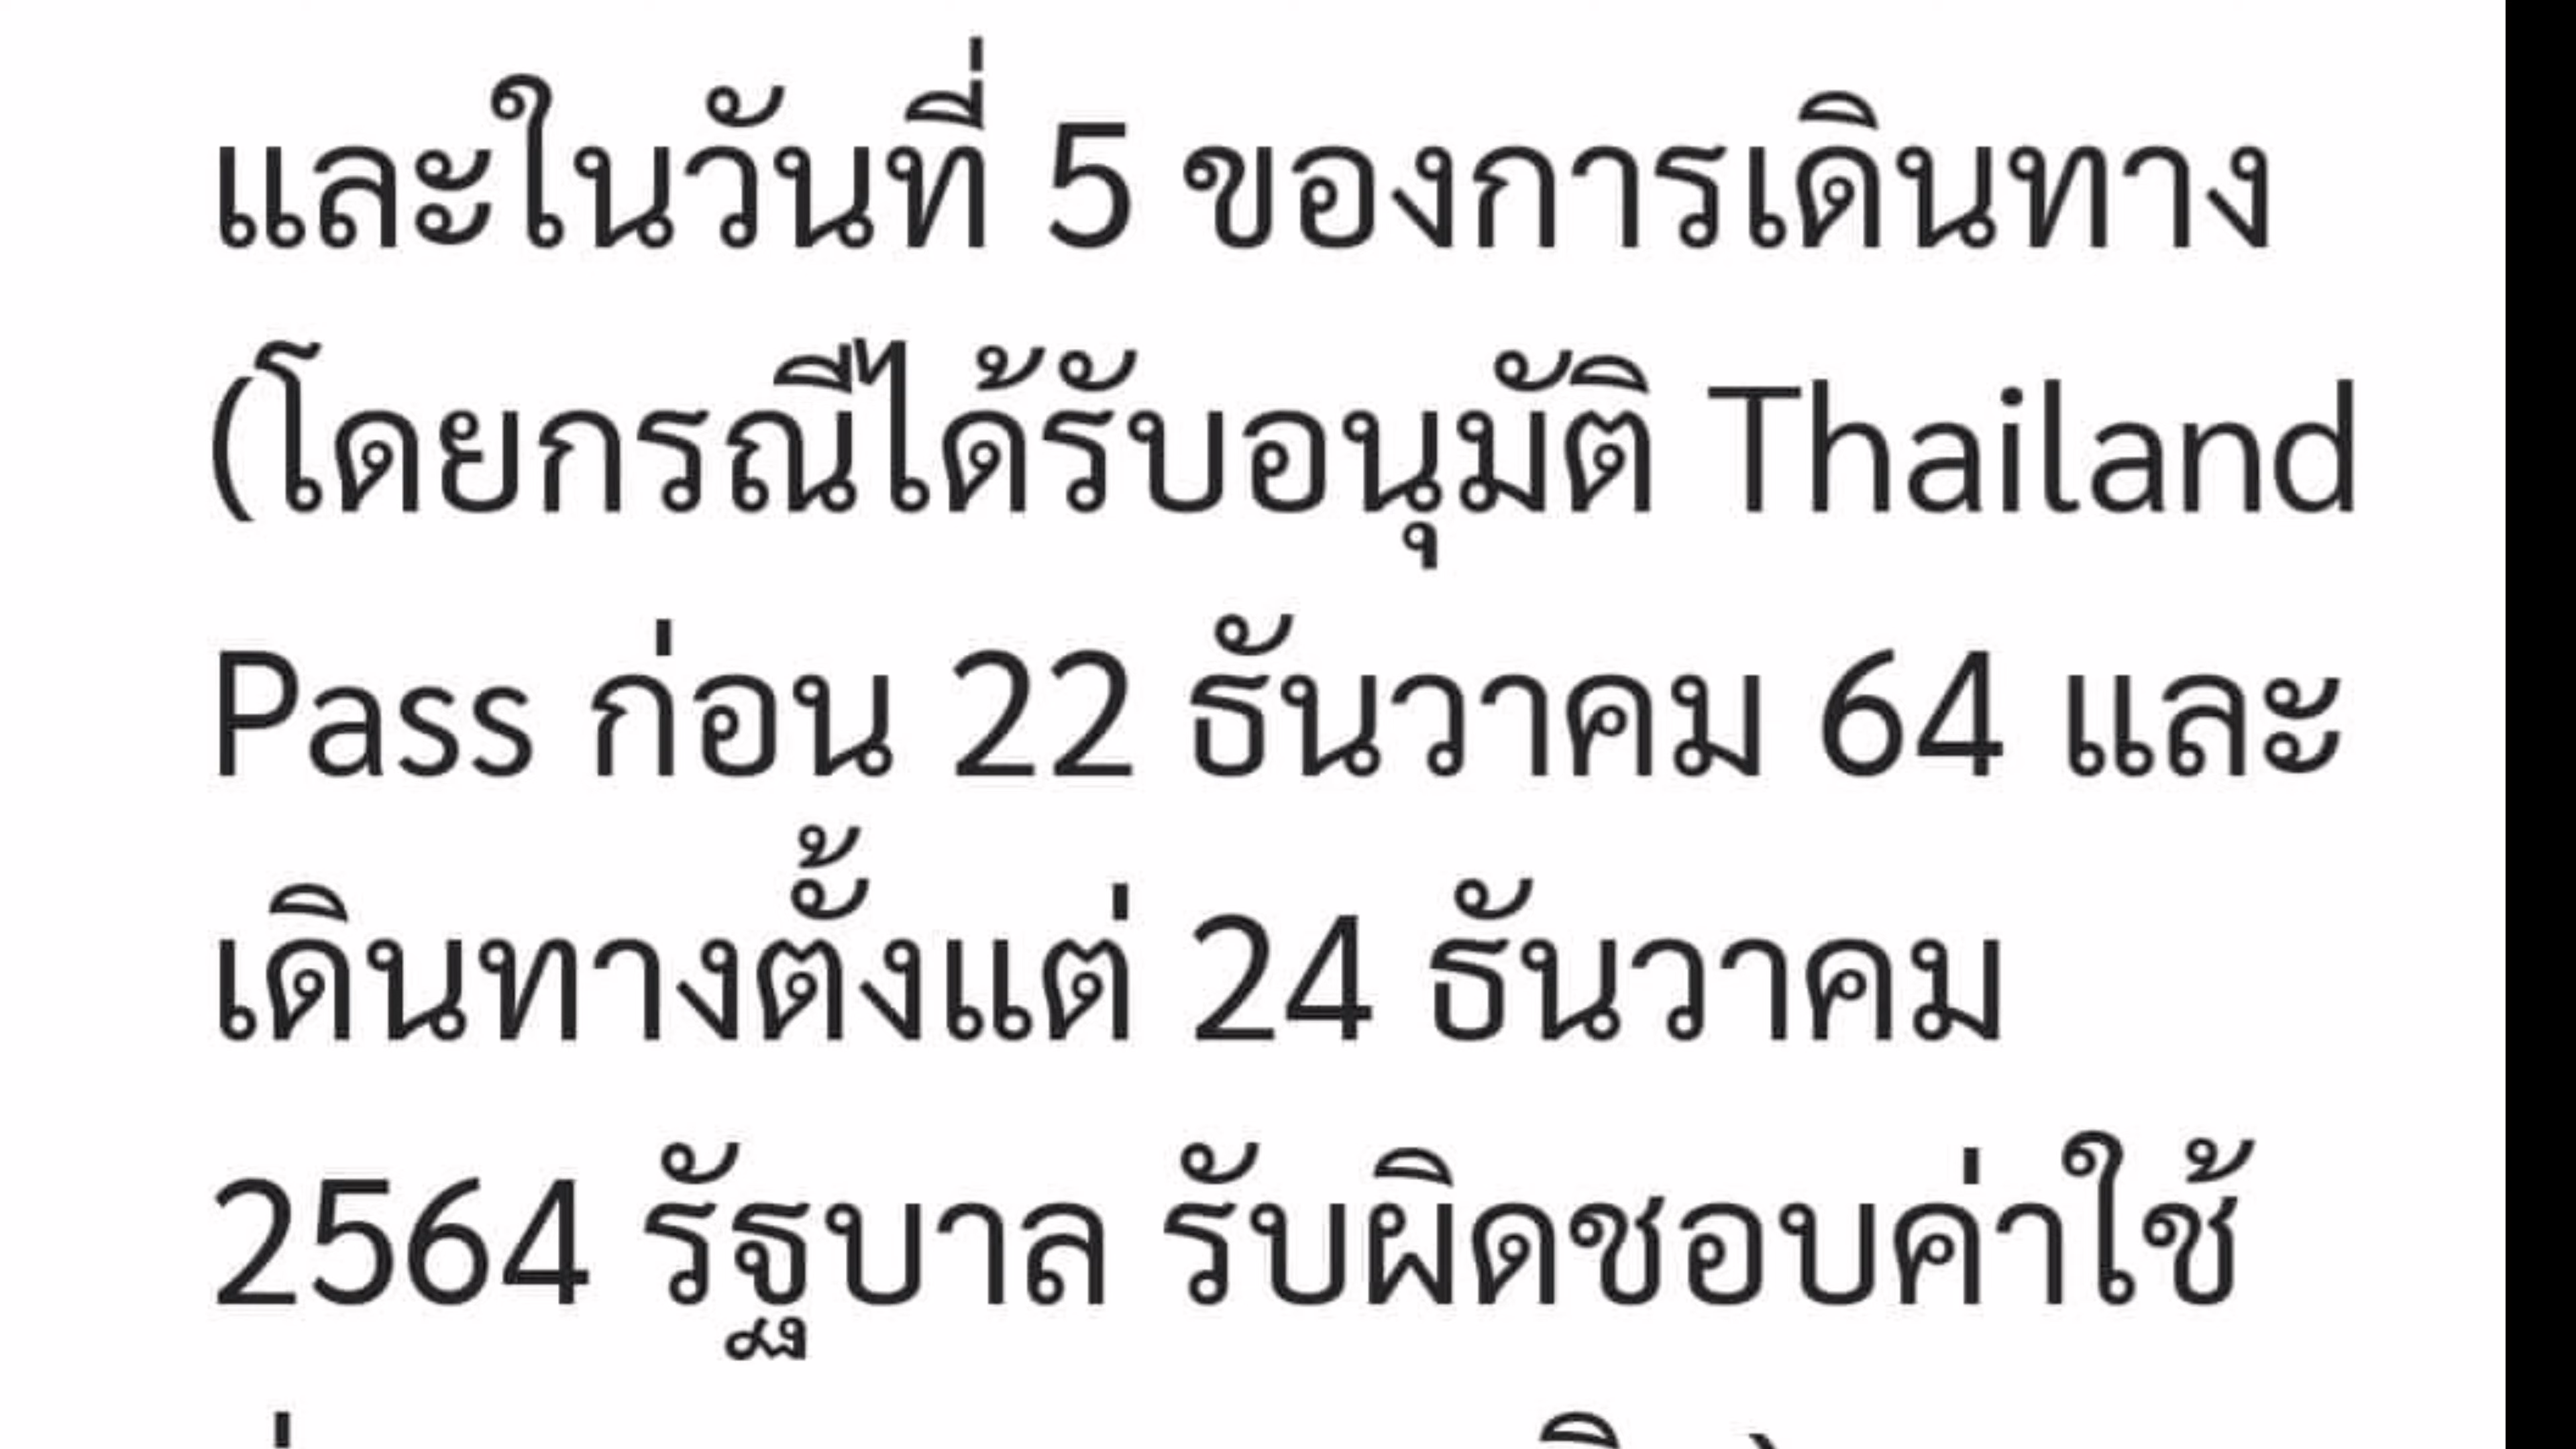 และในวันที่ 5 ของการเดินทาง
(โดยกรณีได้รับอนุมัติ Thailand
Pass ก่อน 22 ธันวาคม 64 และ
เดินทางตั้งแต่ 24 ธันวาคม
2564 รัฐบาล รับผิดชอบค่าใช้